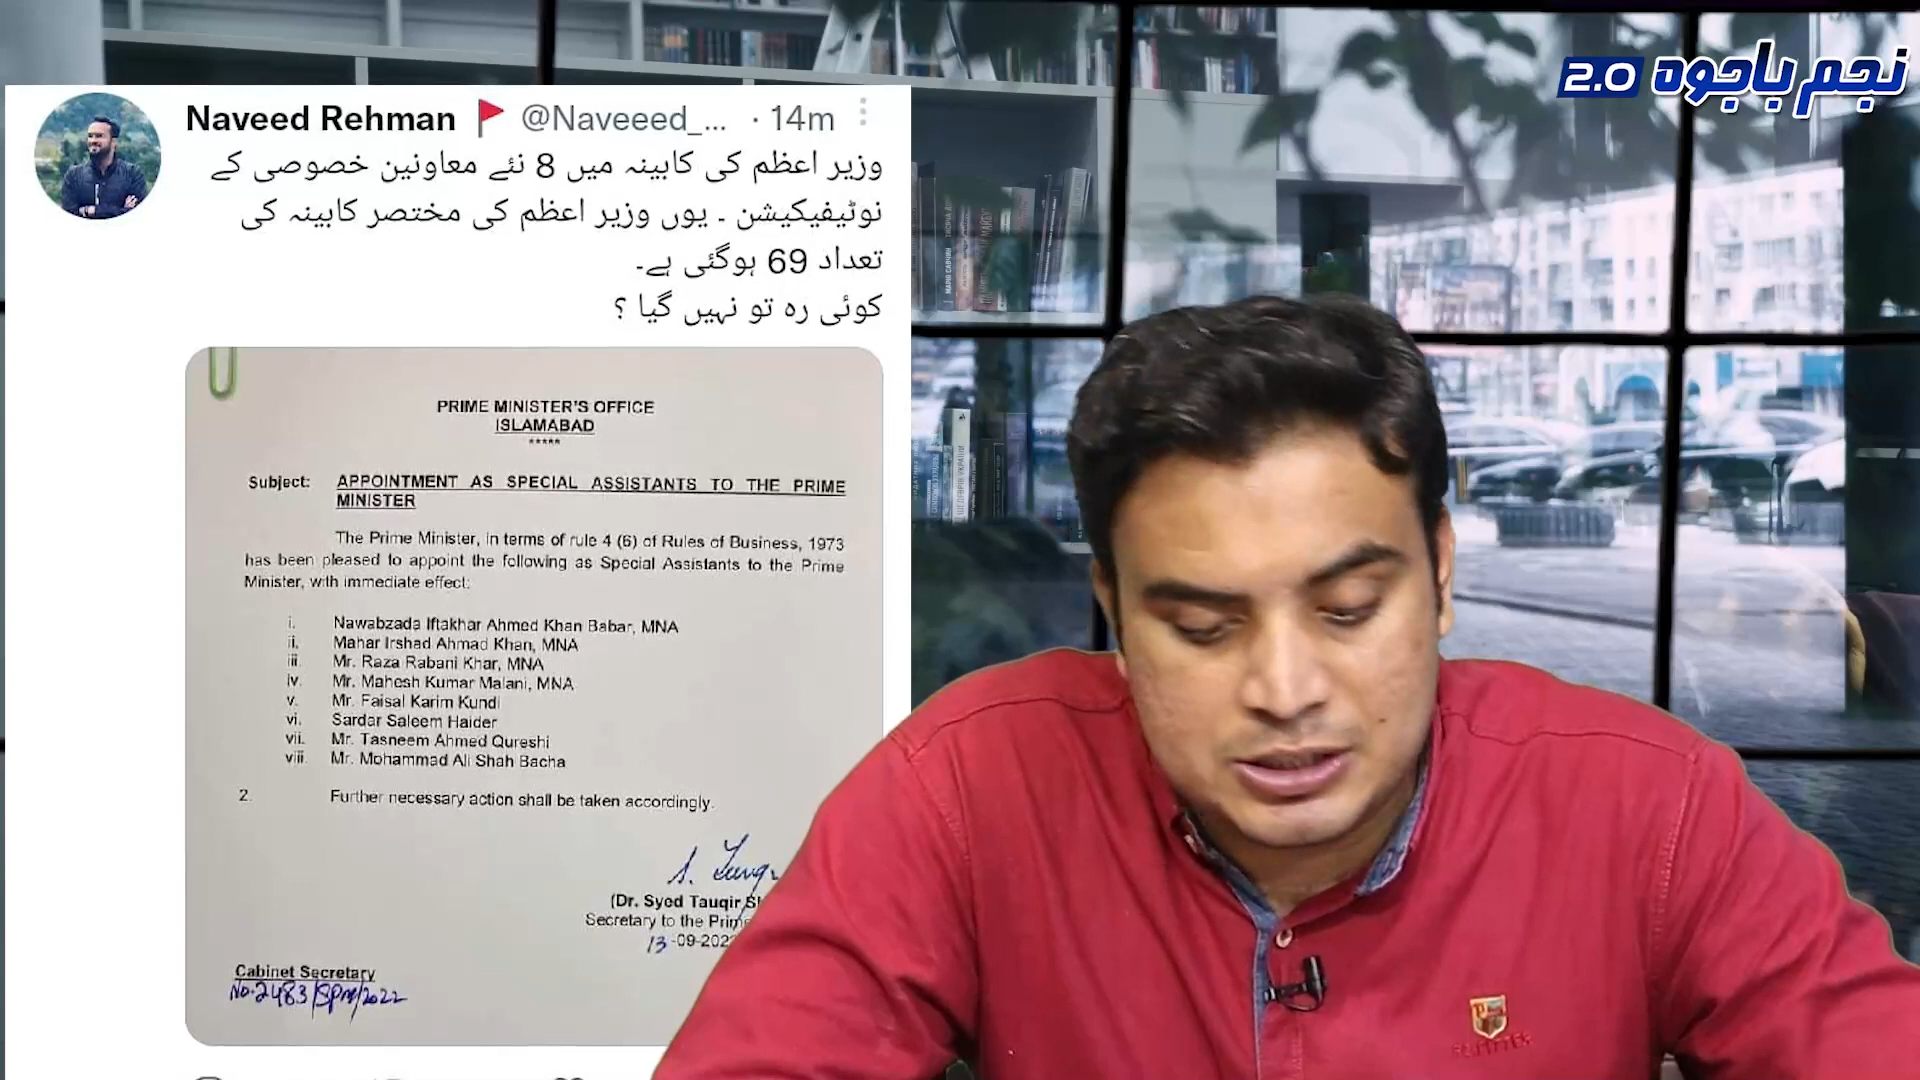 نجم باجوہ 2.0
Naveed Rehman 🚩 @Naveeed_... · 14m
وزیر اعظم کی کابینہ میں 8 نئے معاونین خصوصی کے
نوٹیفیکیشن ۔ یوں وزیر اعظم کی مختصر کابینہ کی
تعداد 69 ہوگئی ہے۔
کوئی رہ تو نہیں گیا ؟
PRIME MINISTER'S OFFICE
ISLAMABAD
*****
Subject: APPOINTMENT AS SPECIAL ASSISTANTS TO THE PRIME
MINISTER
The Prime Minister, in terms of rule 4 (6) of Rules of Business, 1973
has been pleased to appoint the following as Special Assistants to the Prime
Minister, with immediate effect:
i. Nawabzada Iftakhar Ahmed Khan Babar, MNA
ii. Mahar Irshad Ahmad Khan, MNA
iii. Mr. Raza Rabani Khar, MNA
iv. Mr. Mahesh Kumar Malani, MNA
v. Mr. Faisal Karim Kundi
vi. Sardar Saleem Haider
vii. Mr. Tasneem Ahmed Qureshi
viii. Mr. Mohammad Ali Shah Bacha
2. Further necessary action shall be taken accordingly.
(Dr. Syed Tauqir
Secretary to the
13-09-202
Cabinet Secretary
No. 2483/SPM/2022